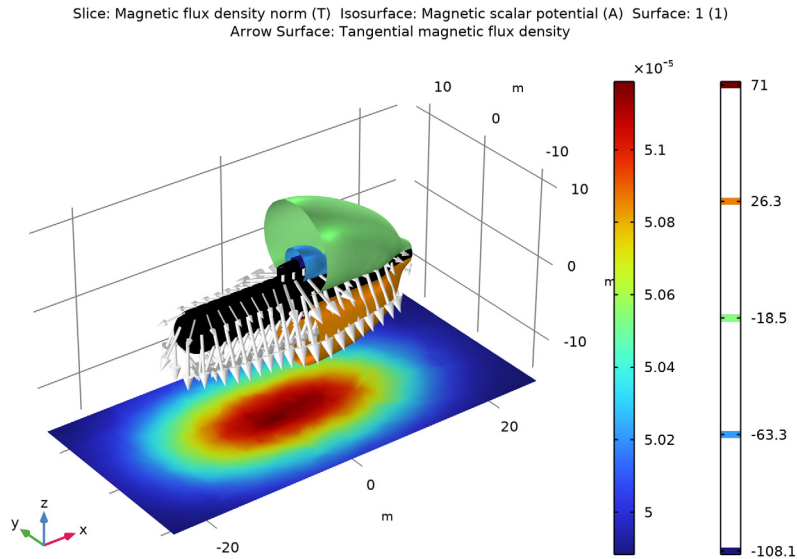 Slice: Magnetic flux density norm (T) Isosurface: Magnetic scalar potential (A) Surface: 1 (1)
Arrow Surface: Tangential magnetic flux density
×10⁻⁵
10
m
71
0
5.1
-10
10
26.3
5.08
0
m
5.06
-18.5
-10
5.04
20
5.02
-63.3
0
z
m
5
y
x
-20
-108.1